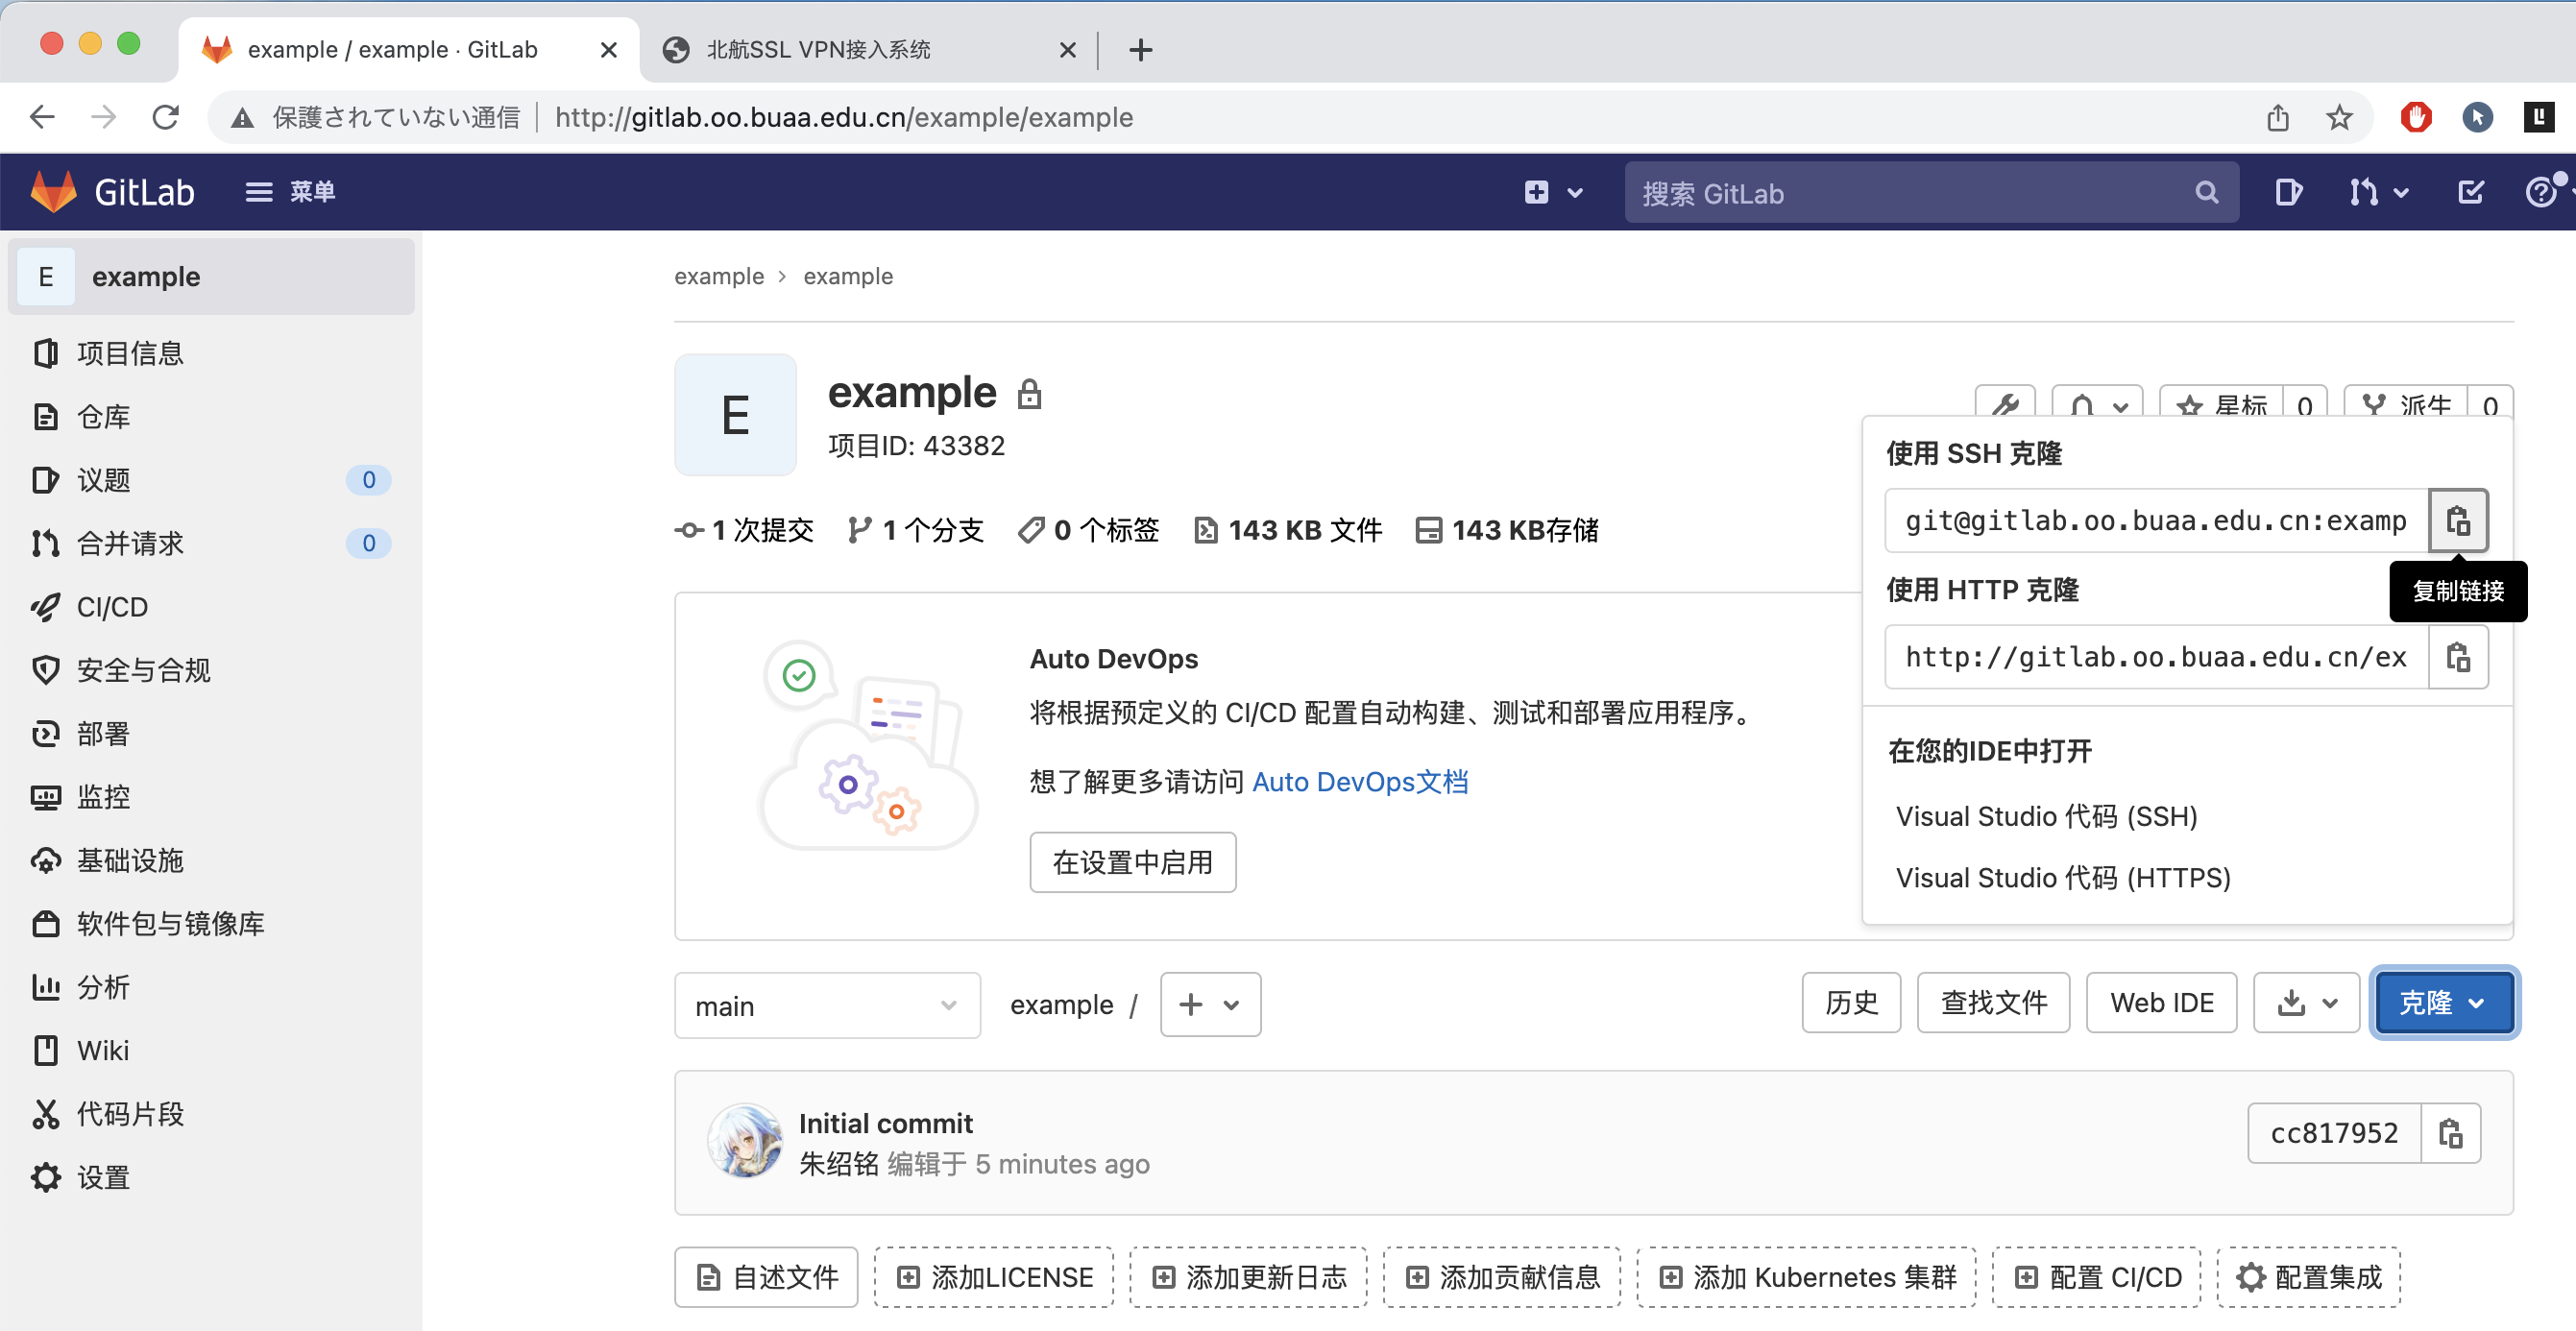 example / example · GitLab
北航SSL VPN接入系统
保護されていない通信
http://gitlab.oo.buaa.edu.cn/example/example
GitLab
菜单
搜索 GitLab
E
example
项目信息
仓库
议题 0
合并请求 0
CI/CD
安全与合规
部署
监控
基础设施
软件包与镜像库
分析
Wiki
代码片段
设置
example > example
E
example
项目ID: 43382
星标 0
派生 0
1 次提交
1 个分支
0 个标签
143 KB 文件
143 KB存储
使用 SSH 克隆
git@gitlab.oo.buaa.edu.cn:examp
复制链接
使用 HTTP 克隆
http://gitlab.oo.buaa.edu.cn/ex
在您的IDE中打开
Visual Studio 代码 (SSH)
Visual Studio 代码 (HTTPS)
Auto DevOps
将根据预定义的 CI/CD 配置自动构建、测试和部署应用程序。
想了解更多请访问 Auto DevOps文档
在设置中启用
main
example /
历史
查找文件
Web IDE
克隆
Initial commit
朱绍铭 编辑于 5 minutes ago
cc817952
自述文件
添加LICENSE
添加更新日志
添加贡献信息
添加 Kubernetes 集群
配置 CI/CD
配置集成